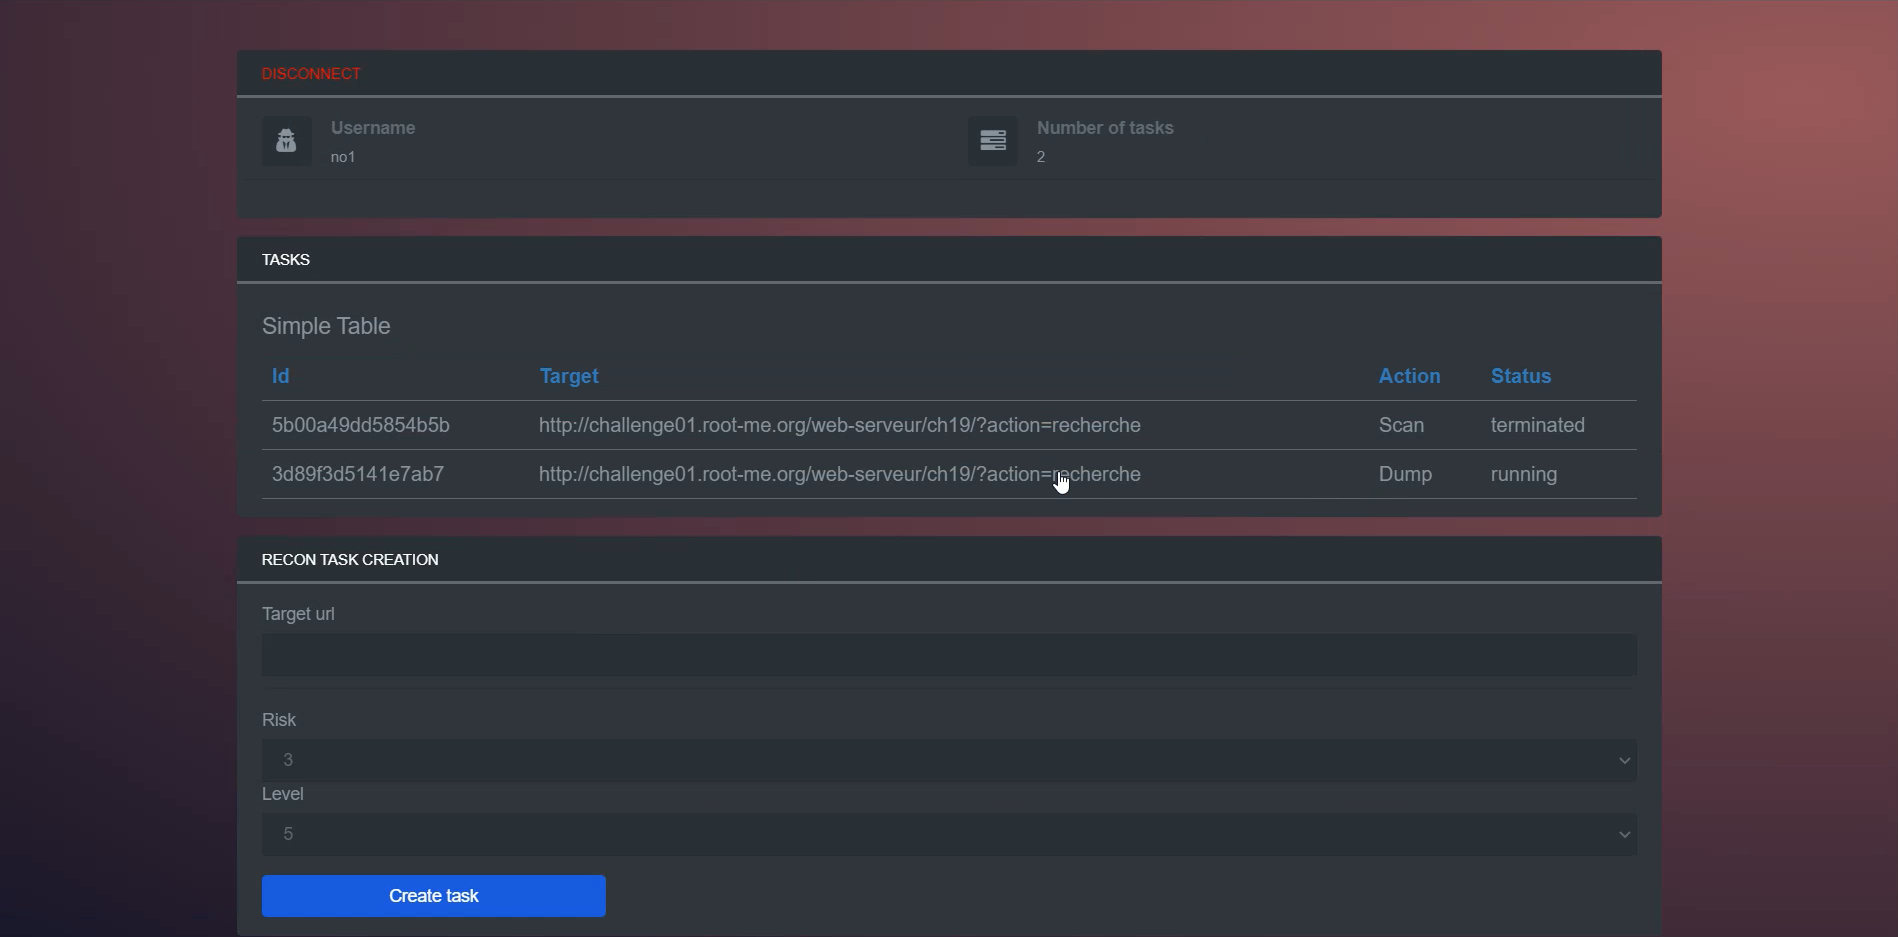 DISCONNECT
Username
no1
Number of tasks
2
TASKS
Simple Table
Id Target Action Status
5b00a49dd5854b5b http://challenge01.root-me.org/web-serveur/ch19/?action=recherche Scan terminated
3d89f3d5141e7ab7 http://challenge01.root-me.org/web-serveur/ch19/?action=recherche Dump running
RECON TASK CREATION
Target url
Risk
3
Level
5
Create task